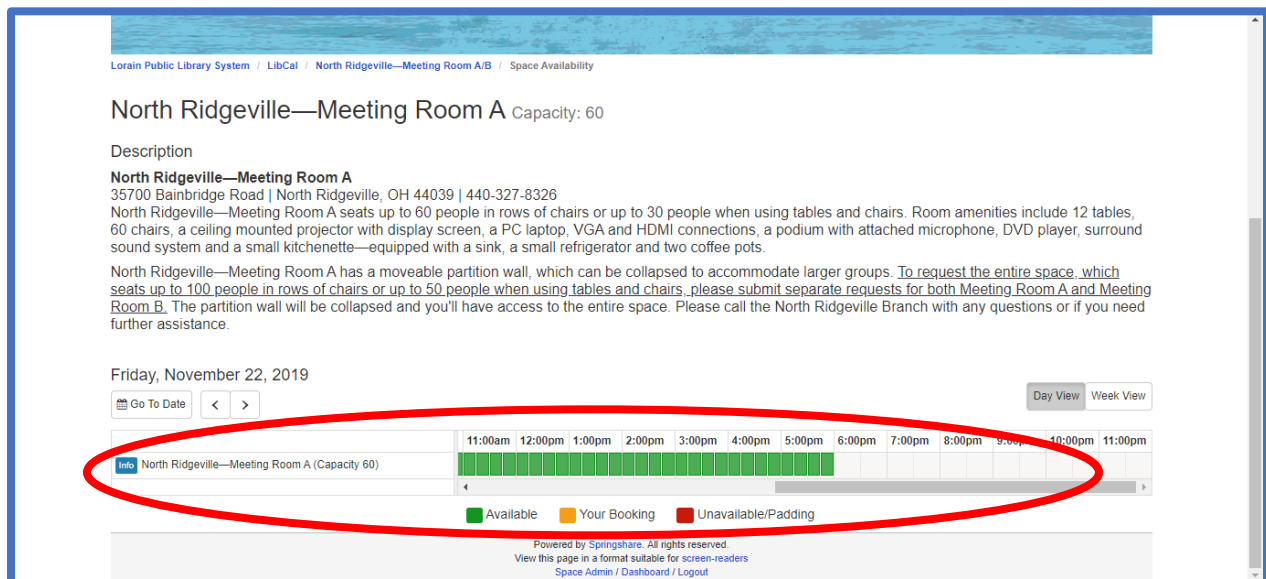 Lorain Public Library System / LibCal / North Ridgeville—Meeting Room A/B / Space Availability
North Ridgeville—Meeting Room A Capacity: 60
Description
North Ridgeville—Meeting Room A
35700 Bainbridge Road | North Ridgeville, OH 44039 | 440-327-8326
North Ridgeville—Meeting Room A seats up to 60 people in rows of chairs or up to 30 people when using tables and chairs. Room amenities include 12 tables,
60 chairs, a ceiling mounted projector with display screen, a PC laptop, VGA and HDMI connections, a podium with attached microphone, DVD player, surround
sound system and a small kitchenette—equipped with a sink, a small refrigerator and two coffee pots.
North Ridgeville—Meeting Room A has a moveable partition wall, which can be collapsed to accommodate larger groups. To request the entire space, which
seats up to 100 people in rows of chairs or up to 50 people when using tables and chairs, please submit separate requests for both Meeting Room A and Meeting
Room B. The partition wall will be collapsed and you'll have access to the entire space. Please call the North Ridgeville Branch with any questions or if you need
further assistance.
Friday, November 22, 2019
Go To Date < > Day View Week View
11:00am 12:00pm 1:00pm 2:00pm 3:00pm 4:00pm 5:00pm 6:00pm 7:00pm 8:00pm 9:00pm 10:00pm 11:00pm
Info North Ridgeville—Meeting Room A (Capacity 60)
Available Your Booking Unavailable/Padding
Powered by Springshare. All rights reserved.
View this page in a format suitable for screen-readers
Space Admin / Dashboard / Logout